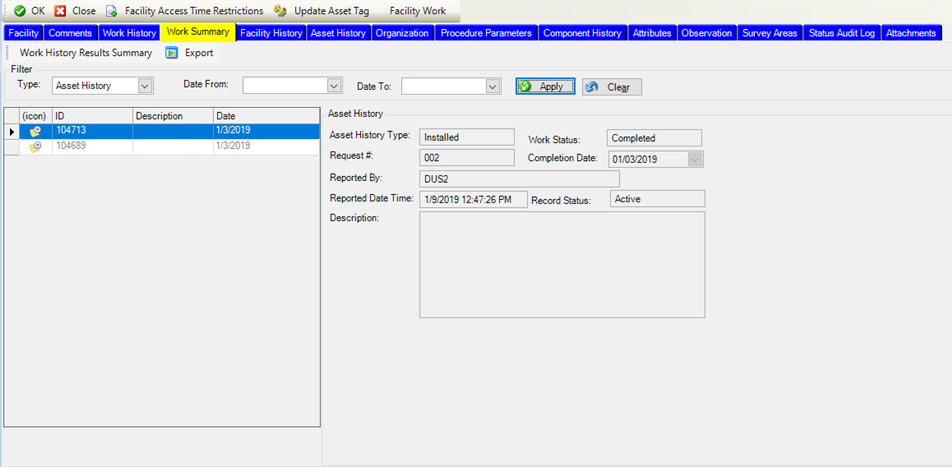 OK Close Facility Access Time Restrictions Update Asset Tag Facility Work
Facility Comments Work History Work Summary Facility History Asset History Organization Procedure Parameters Component History Attributes Observation Survey Areas Status Audit Log Attachments
Work History Results Summary Export
Filter
Type: Asset History Date From: Date To: Apply Clear
(icon) ID Description Date
104713 1/3/2019
104689 1/3/2019
Asset History
Asset History Type: Installed Work Status: Completed
Request #: 002 Completion Date: 01/03/2019
Reported By: DUS2
Reported Date Time: 1/9/2019 12:47:26 PM Record Status: Active
Description: